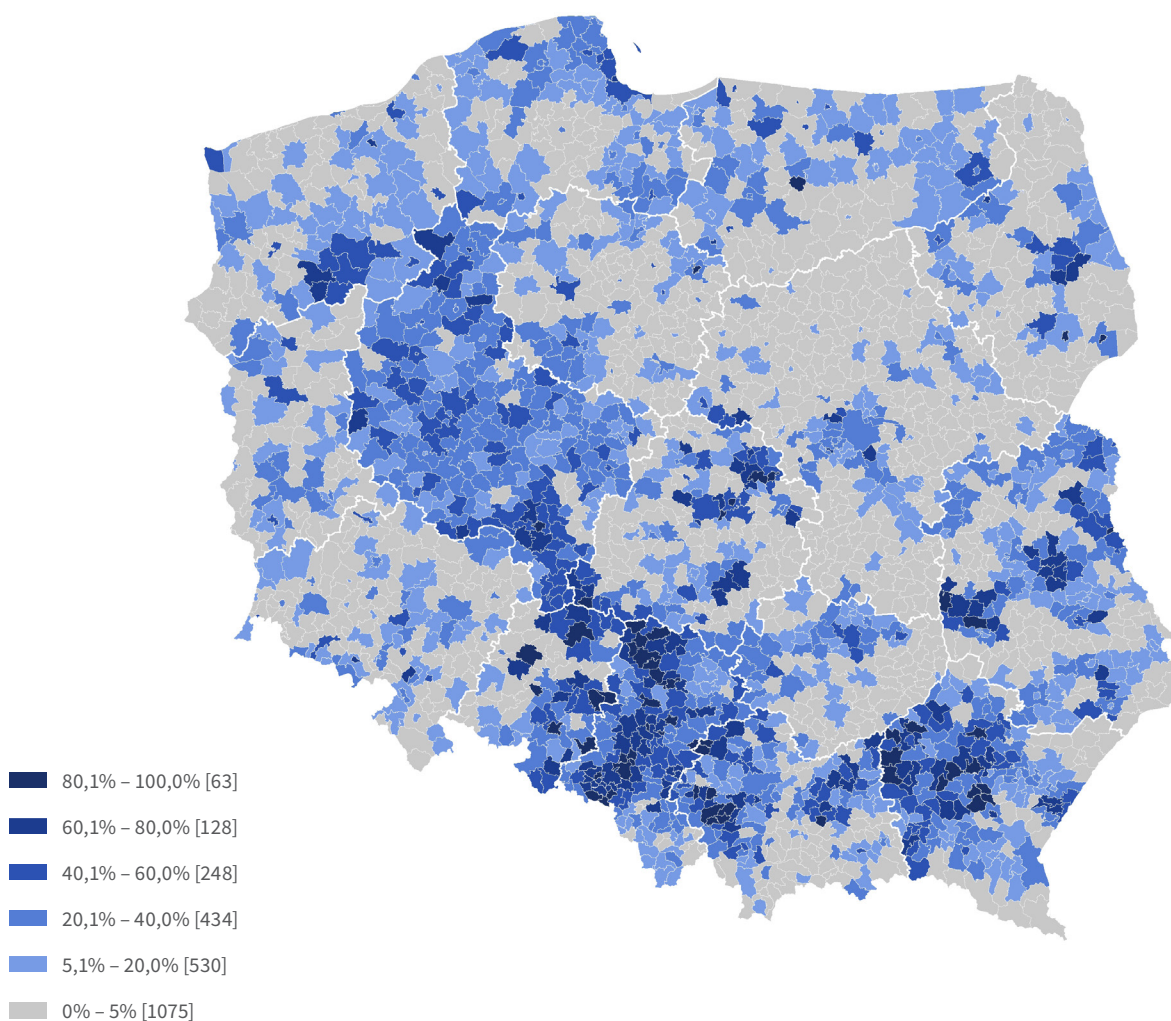 80,1% – 100,0% [63]
60,1% – 80,0% [128]
40,1% – 60,0% [248]
20,1% – 40,0% [434]
5,1% – 20,0% [530]
0% – 5% [1075]